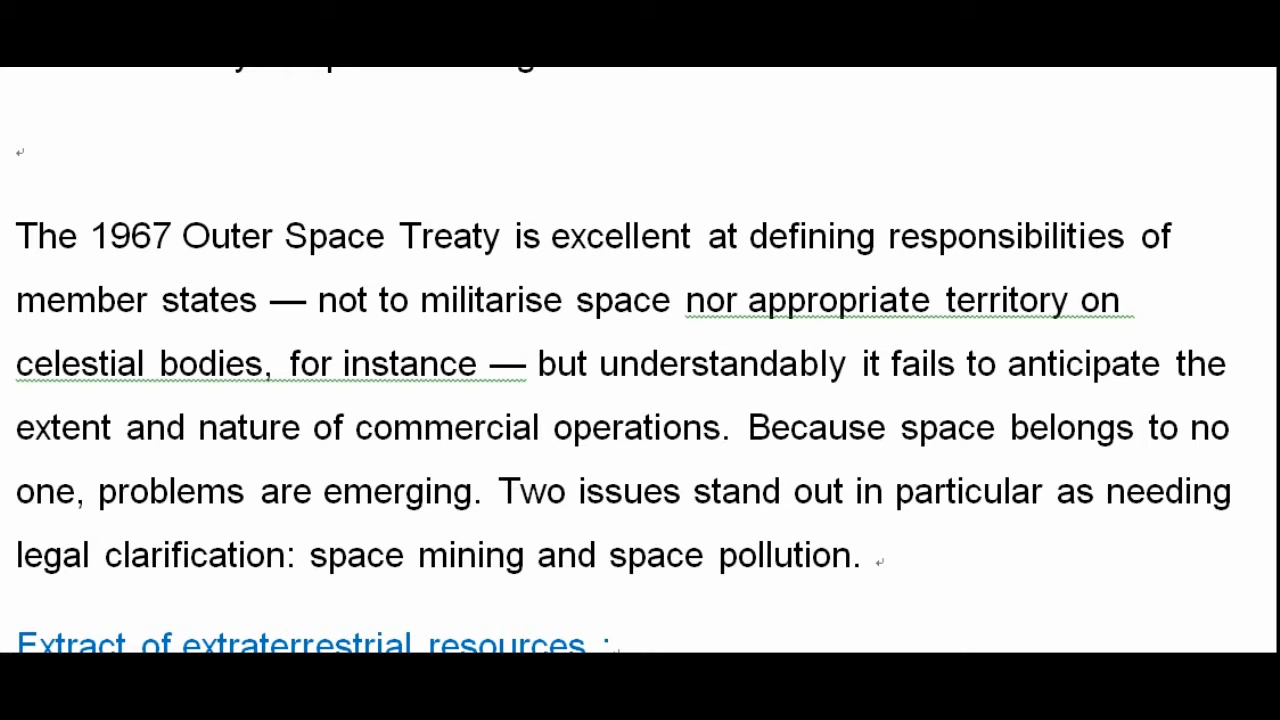 The 1967 Outer Space Treaty is excellent at defining responsibilities of
member states — not to militarise space nor appropriate territory on
celestial bodies, for instance — but understandably it fails to anticipate the
extent and nature of commercial operations. Because space belongs to no
one, problems are emerging. Two issues stand out in particular as needing
legal clarification: space mining and space pollution.
Extract of extraterrestrial resources :